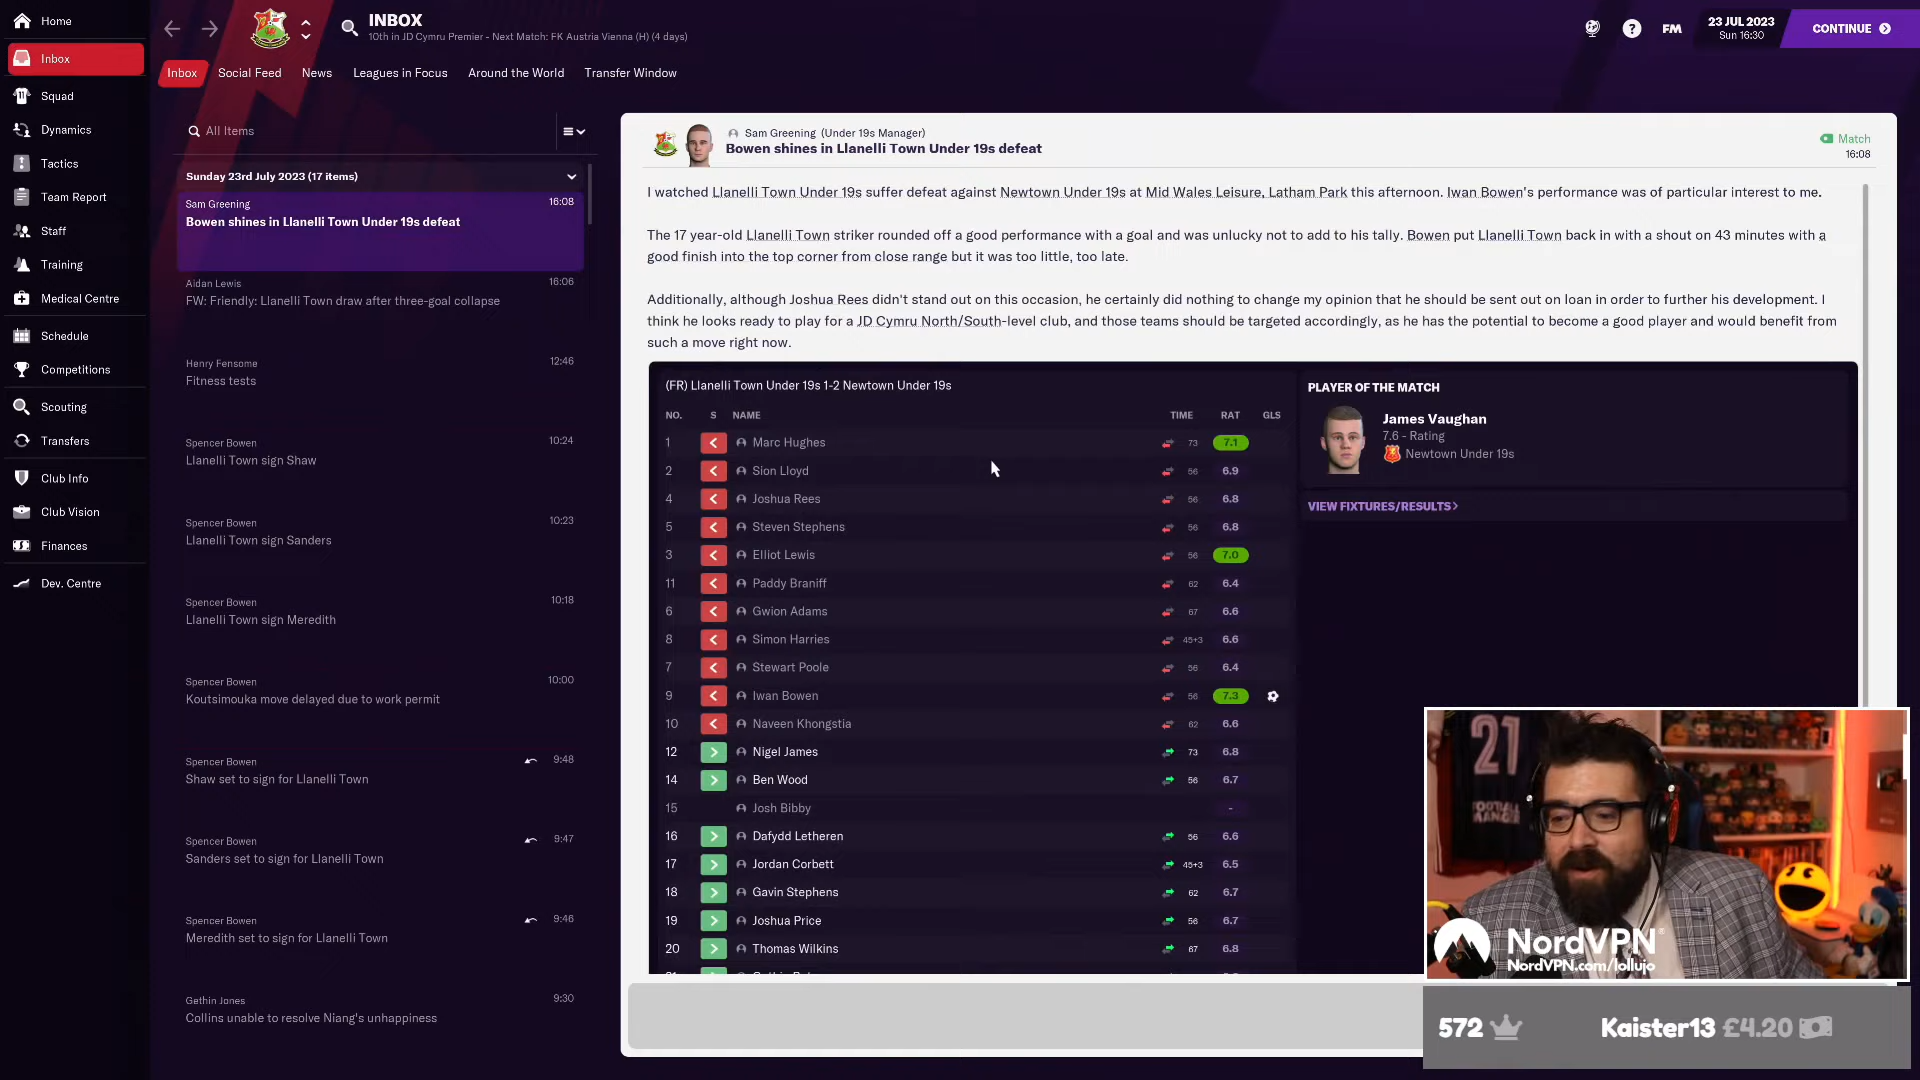 Home
Inbox
Squad
Dynamics
Tactics
Team Report
Staff
Training
Medical Centre
Schedule
Competitions
Scouting
Transfers
Club Info
Club Vision
Finances
Dev. Centre
INBOX
10th in JD Cymru Premier - Next Match: FK Austria Vienna (H) (4 days)
FM
23 JUL 2023
Sun 16:30
CONTINUE
Inbox Social Feed News Leagues in Focus Around the World Transfer Window
All Items
Sunday 23rd July 2023 (17 items)
Sam Greening 16:08
Bowen shines in Llanelli Town Under 19s defeat
Aidan Lewis 16:06
FW: Friendly: Llanelli Town draw after three-goal collapse
Henry Fensome 12:46
Fitness tests
Spencer Bowen 10:24
Llanelli Town sign Shaw
Spencer Bowen 10:23
Llanelli Town sign Sanders
Spencer Bowen 10:18
Llanelli Town sign Meredith
Spencer Bowen 10:00
Koutsimouka move delayed due to work permit
Spencer Bowen 9:48
Shaw set to sign for Llanelli Town
Spencer Bowen 9:47
Sanders set to sign for Llanelli Town
Spencer Bowen 9:46
Meredith set to sign for Llanelli Town
Gethin Jones 9:30
Collins unable to resolve Niang's unhappiness
Sam Greening (Under 19s Manager)
Bowen shines in Llanelli Town Under 19s defeat
Match
16:08
I watched Llanelli Town Under 19s suffer defeat against Newtown Under 19s at Mid Wales Leisure, Latham Park this afternoon. Iwan Bowen's performance was of particular interest to me.
The 17 year-old Llanelli Town striker rounded off a good performance with a goal and was unlucky not to add to his tally. Bowen put Llanelli Town back in with a shout on 43 minutes with a
good finish into the top corner from close range but it was too little, too late.
Additionally, although Joshua Rees didn't stand out on this occasion, he certainly did nothing to change my opinion that he should be sent out on loan in order to further his development. I
think he looks ready to play for a JD Cymru North/South-level club, and those teams should be targeted accordingly, as he has the potential to become a good player and would benefit from
such a move right now.
(FR) Llanelli Town Under 19s 1-2 Newtown Under 19s
NO. S NAME TIME RAT GLS
1 Marc Hughes 73 7.1
2 Sion Lloyd 56 6.9
4 Joshua Rees 56 6.8
5 Steven Stephens 56 6.8
3 Elliot Lewis 56 7.0
11 Paddy Braniff 62 6.4
6 Gwion Adams 67 6.6
8 Simon Harries 45+3 6.6
7 Stewart Poole 56 6.4
9 Iwan Bowen 56 7.3
10 Naveen Khongstia 62 6.6
12 Nigel James 73 6.8
14 Ben Wood 56 6.7
15 Josh Bibby -
16 Dafydd Letheren 56 6.6
17 Jordan Corbett 45+3 6.5
18 Gavin Stephens 62 6.7
19 Joshua Price 56 6.7
20 Thomas Wilkins 67 6.8
PLAYER OF THE MATCH
James Vaughan
7.6 - Rating
Newtown Under 19s
VIEW FIXTURES/RESULTS>
21
NordVPN®
NordVPN.com/lollujo
572
Kaister13 £4.20